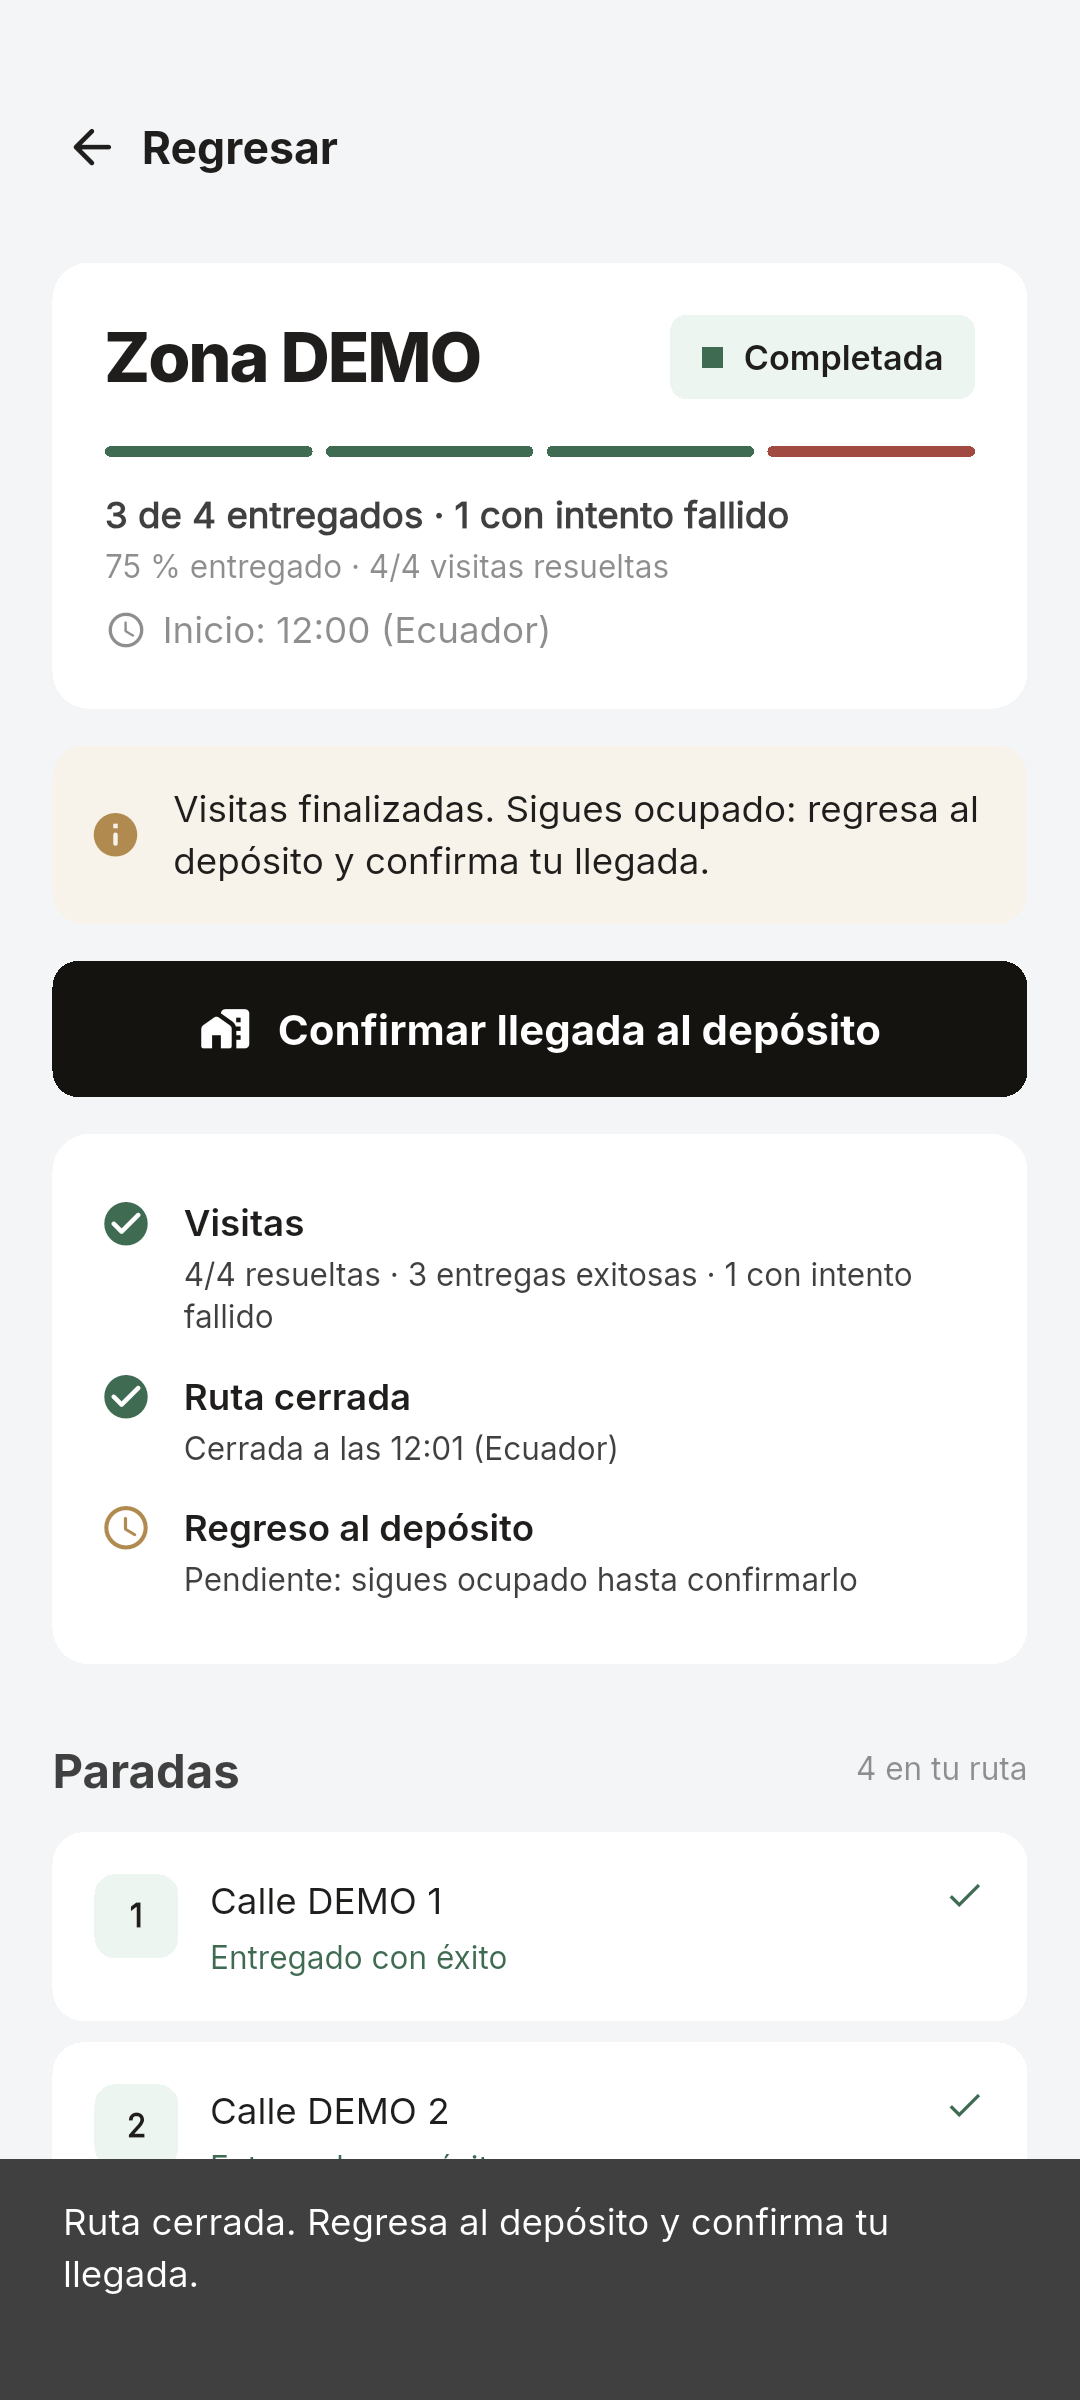 Regresar
Zona DEMO
Completada
3 de 4 entregados · 1 con intento fallido
75 % entregado · 4/4 visitas resueltas
Inicio: 12:00 (Ecuador)
Visitas finalizadas. Sigues ocupado: regresa al
depósito y confirma tu llegada.
Confirmar llegada al depósito
Visitas
4/4 resueltas · 3 entregas exitosas · 1 con intento
fallido
Ruta cerrada
Cerrada a las 12:01 (Ecuador)
Regreso al depósito
Pendiente: sigues ocupado hasta confirmarlo
Paradas
4 en tu ruta
1
Calle DEMO 1
Entregado con éxito
2
Calle DEMO 2
Ruta cerrada. Regresa al depósito y confirma tu
llegada.